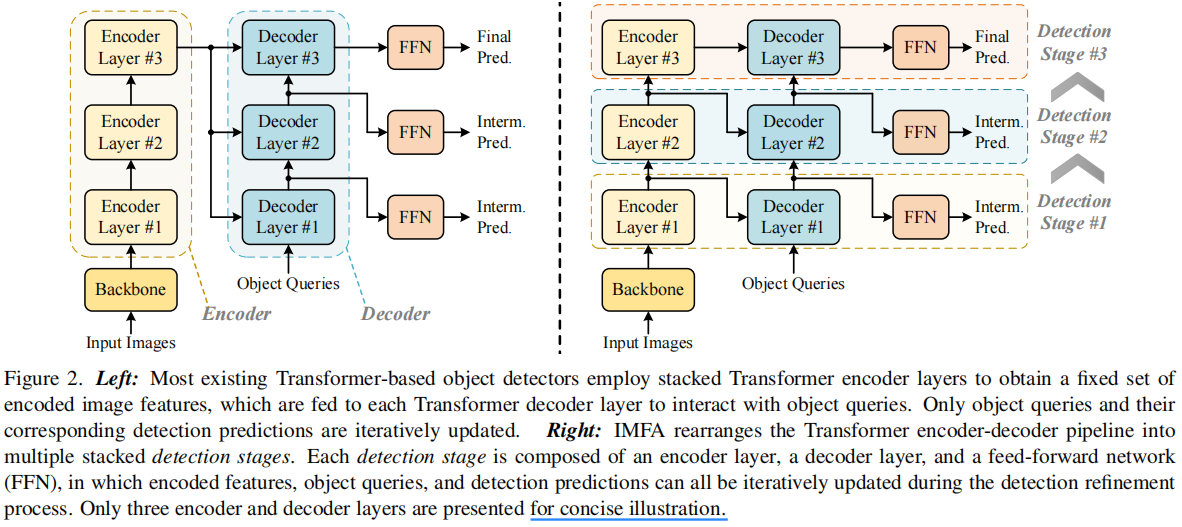 Encoder
Layer #3
Decoder
Layer #3
FFN
Final
Pred.
Encoder
Layer #2
Decoder
Layer #2
FFN
Interm.
Pred.
Encoder
Layer #1
Decoder
Layer #1
FFN
Interm.
Pred.
Backbone
Object Queries
Encoder
Decoder
Input Images
Encoder
Layer #3
Decoder
Layer #3
FFN
Final
Pred.
Detection
Stage #3
Encoder
Layer #2
Decoder
Layer #2
FFN
Interm.
Pred.
Detection
Stage #2
Encoder
Layer #1
Decoder
Layer #1
FFN
Interm.
Pred.
Detection
Stage #1
Backbone
Object Queries
Input Images
Figure 2. Left: Most existing Transformer-based object detectors employ stacked Transformer encoder layers to obtain a fixed set of
encoded image features, which are fed to each Transformer decoder layer to interact with object queries. Only object queries and their
corresponding detection predictions are iteratively updated. Right: IMFA rearranges the Transformer encoder-decoder pipeline into
multiple stacked detection stages. Each detection stage is composed of an encoder layer, a decoder layer, and a feed-forward network
(FFN), in which encoded features, object queries, and detection predictions can all be iteratively updated during the detection refinement
process. Only three encoder and decoder layers are presented for concise illustration.